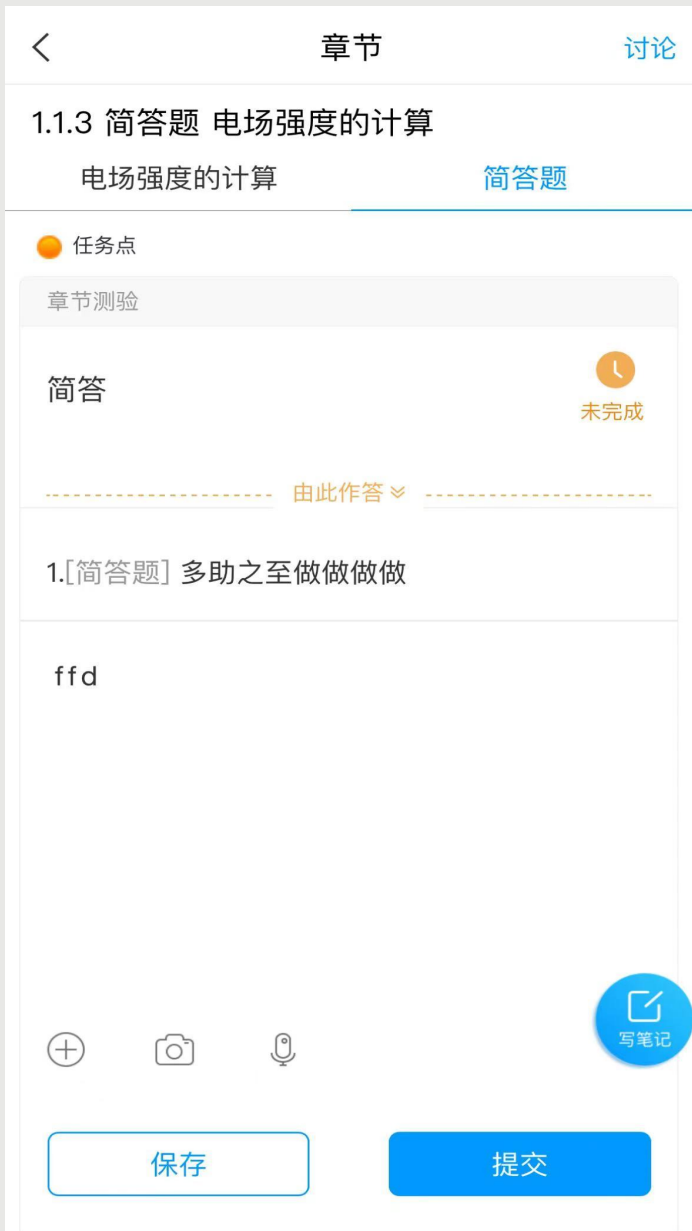 章节 讨论
1.1.3 简答题 电场强度的计算
电场强度的计算 简答题
任务点
章节测验
简答
未完成
由此作答
1.[简答题] 多助之至做做做做
ffd
写笔记
保存 提交